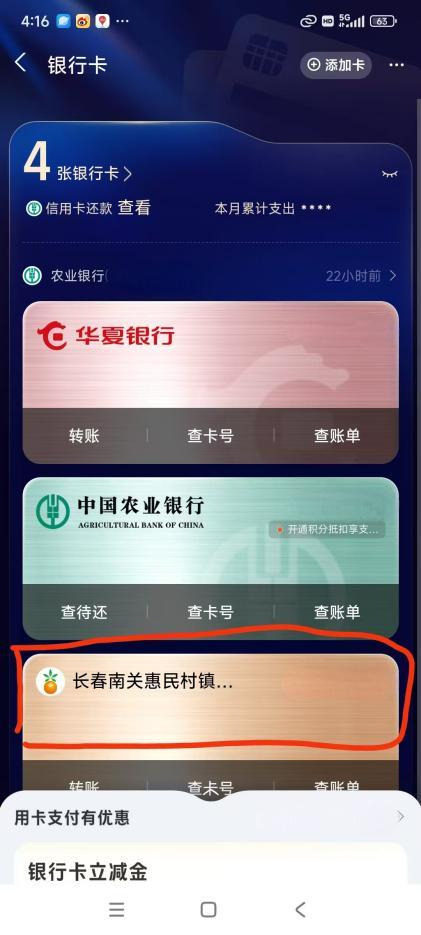 4:16
HD 5G 63
银行卡
添加卡
4张银行卡
信用卡还款 查看 本月累计支出 ****
农业银行( 22小时前
华夏银行
转账 查卡号 查账单
中国农业银行
AGRICULTURAL BANK OF CHINA
开通积分抵扣享支...
查待还 查卡号 查账单
长春南关惠民村镇...
转账 查卡号 查账单
用卡支付有优惠
银行卡立减金